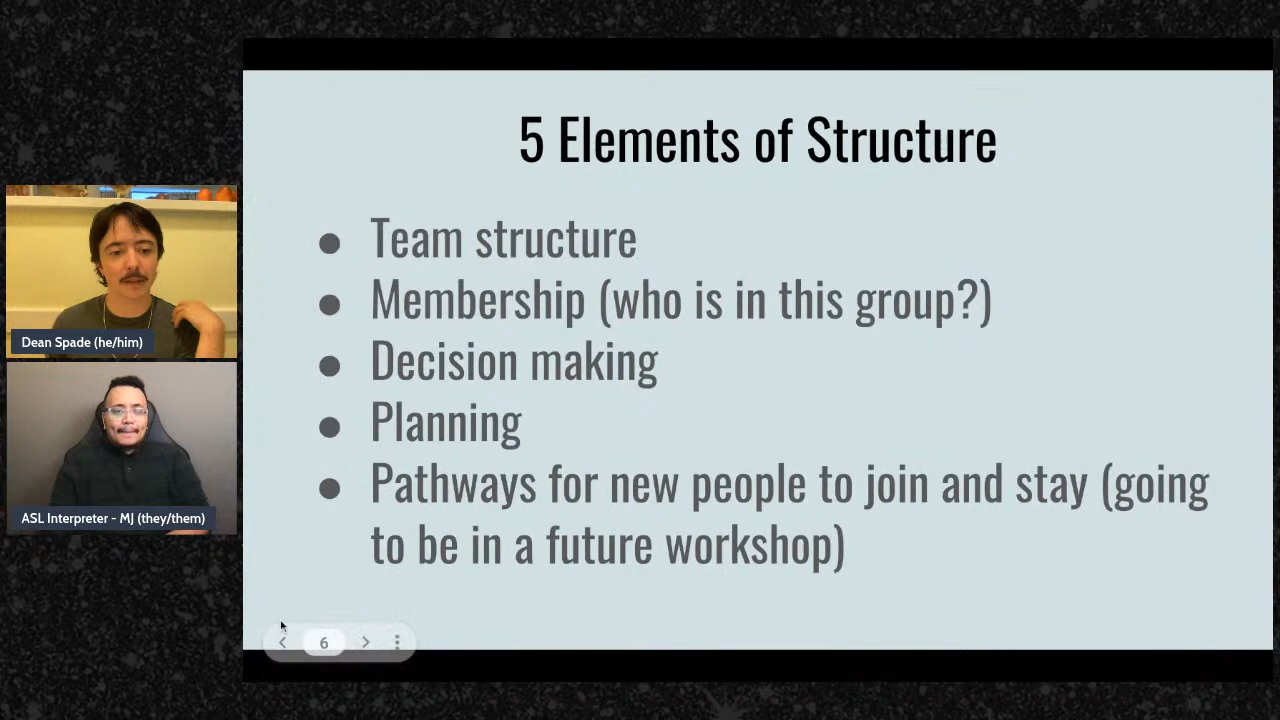 5 Elements of Structure
● Team structure
● Membership (who is in this group?)
● Decision making
● Planning
● Pathways for new people to join and stay (going
to be in a future workshop)
Dean Spade (he/him)
ASL Interpreter - MJ (they/them)
6